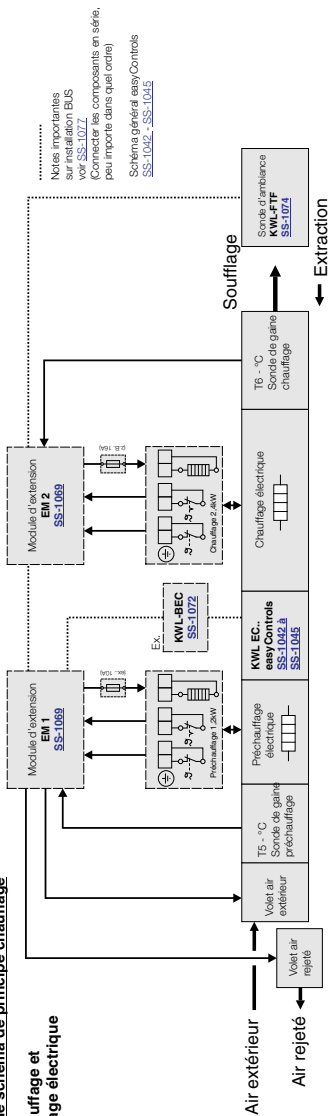 ne schéma de principe chauffage
uffage et
age électrique
Module d'extension
EM 1
SS-1069
Module d'extension
EM 2
SS-1069
Notes importantes
sur installation BUS
voir SS-1077
(Connecter les composants en série,
peu importe dans quel ordre)
Schéma général easyControls
SS-1042 - SS-1045
Préchauffage 1,2kW
Ex.
KWL-BEC
SS-1072
Chauffage 2,4kW
Soufflage
Air extérieur
Air rejeté
Volet air
rejeté
Volet air
extérieur
T5 - °C
Sonde de gaine
préchauffage
Préchauffage
électrique
KWL EC..
easyControls
SS-1042 à
SS-1045
Chauffage électrique
T6 - °C
Sonde de gaine
chauffage
Sonde d'ambiance
KWL-FTF
SS-1074
Extraction